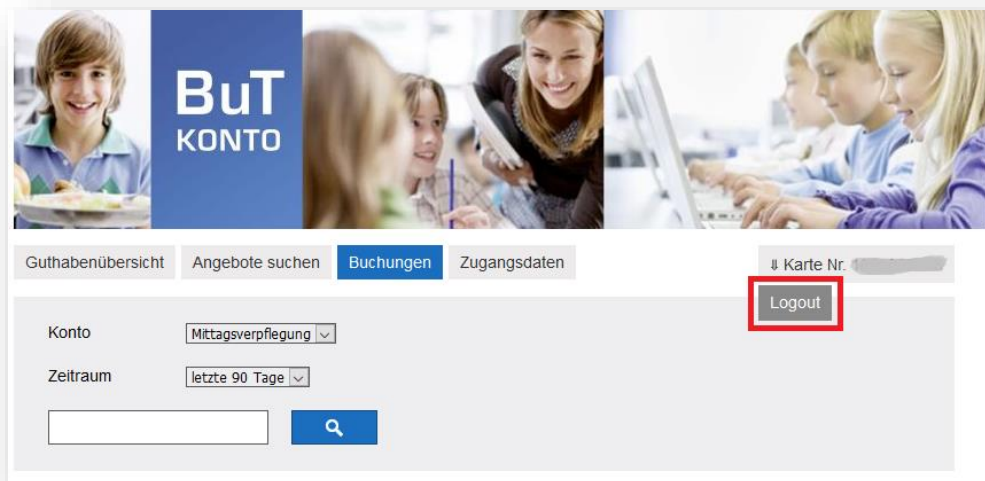 BuT
KONTO
Guthabenübersicht Angebote suchen Buchungen Zugangsdaten ⇓ Karte Nr.
Logout
Konto Mittagsverpflegung
Zeitraum letzte 90 Tage